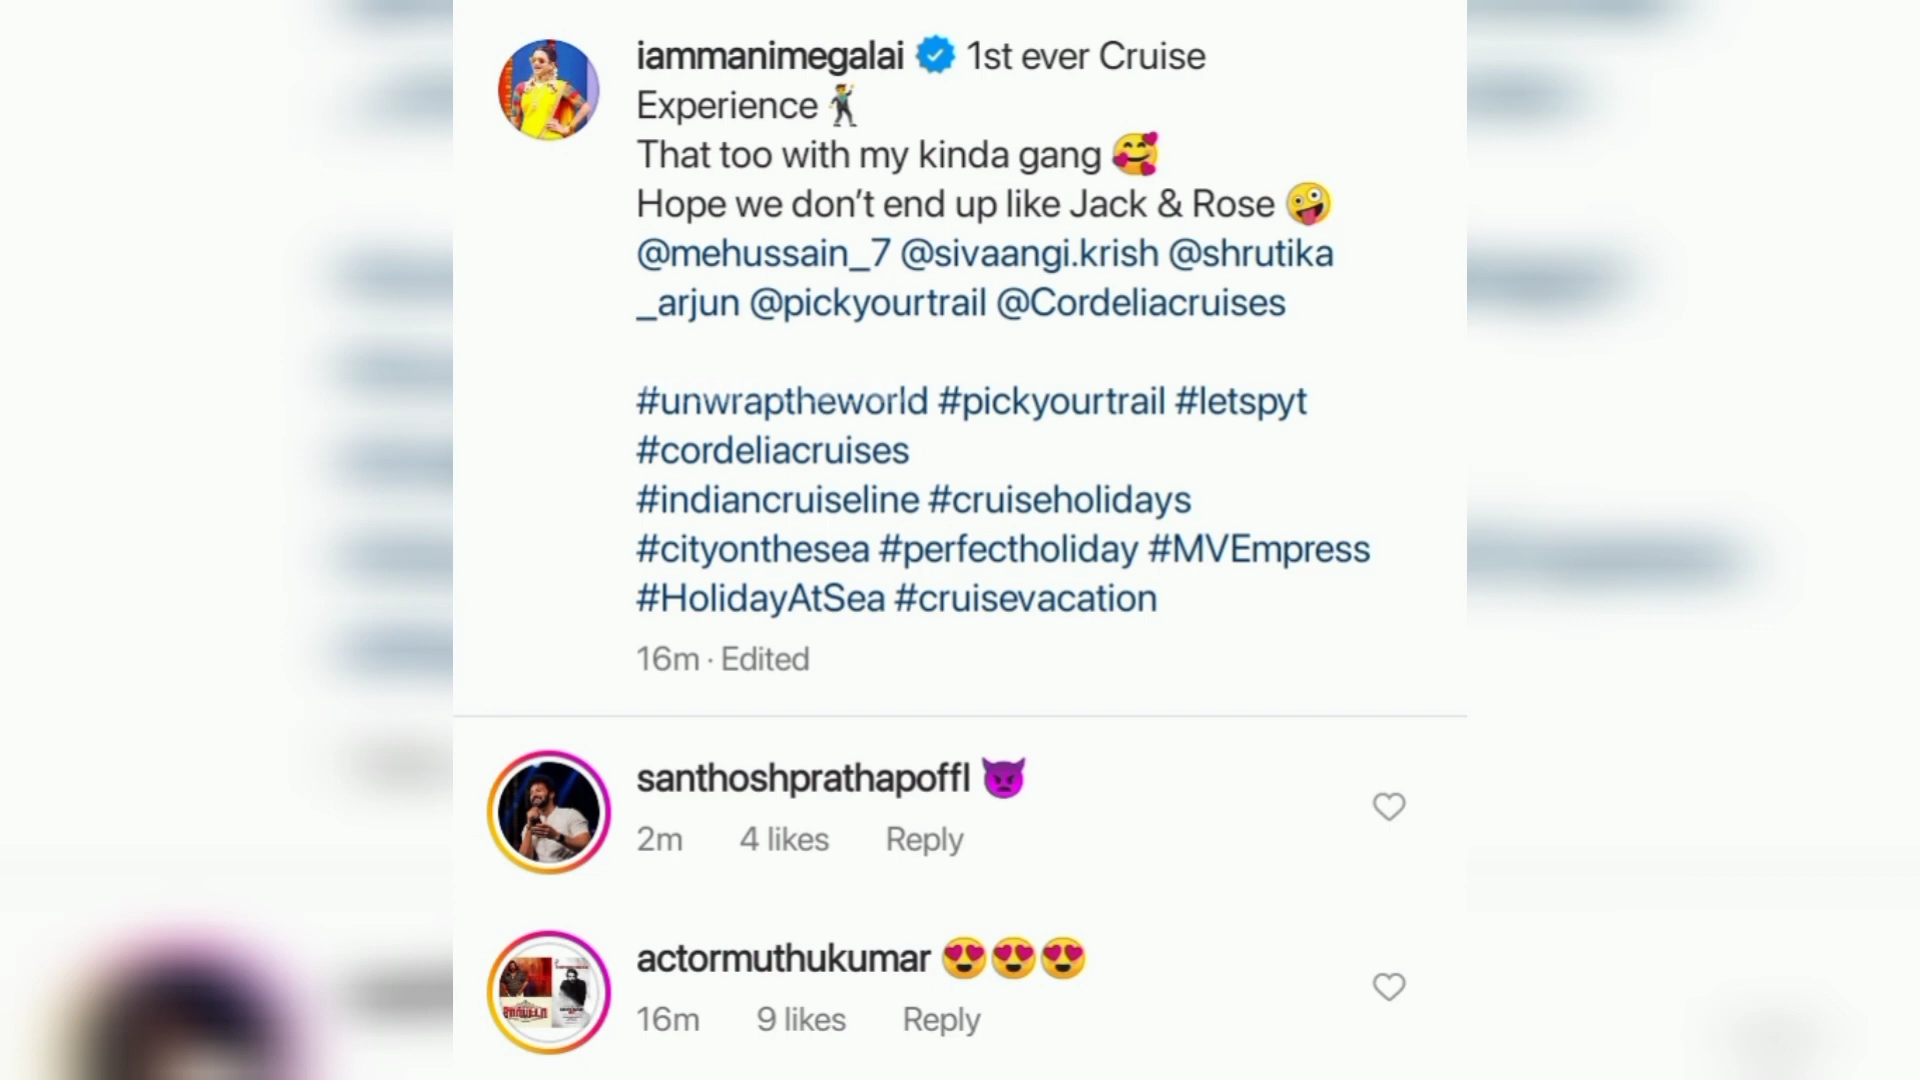 iammanimegalai 1st ever Cruise
Experience🕺
That too with my kinda gang 🥰
Hope we don’t end up like Jack & Rose 🤪
@mehussain_7 @sivaangi.krish @shrutika
_arjun @pickyourtrail @Cordeliacruises
#unwraptheworld #pickyourtrail #letspyt
#cordeliacruises
#indiancruiseline #cruiseholidays
#cityonthesea #perfectholiday #MVEmpress
#HolidayAtSea #cruisevacation
16m · Edited
santhoshprathapoffl 👿
2m 4 likes Reply
actormuthukumar 😍😍😍
16m 9 likes Reply